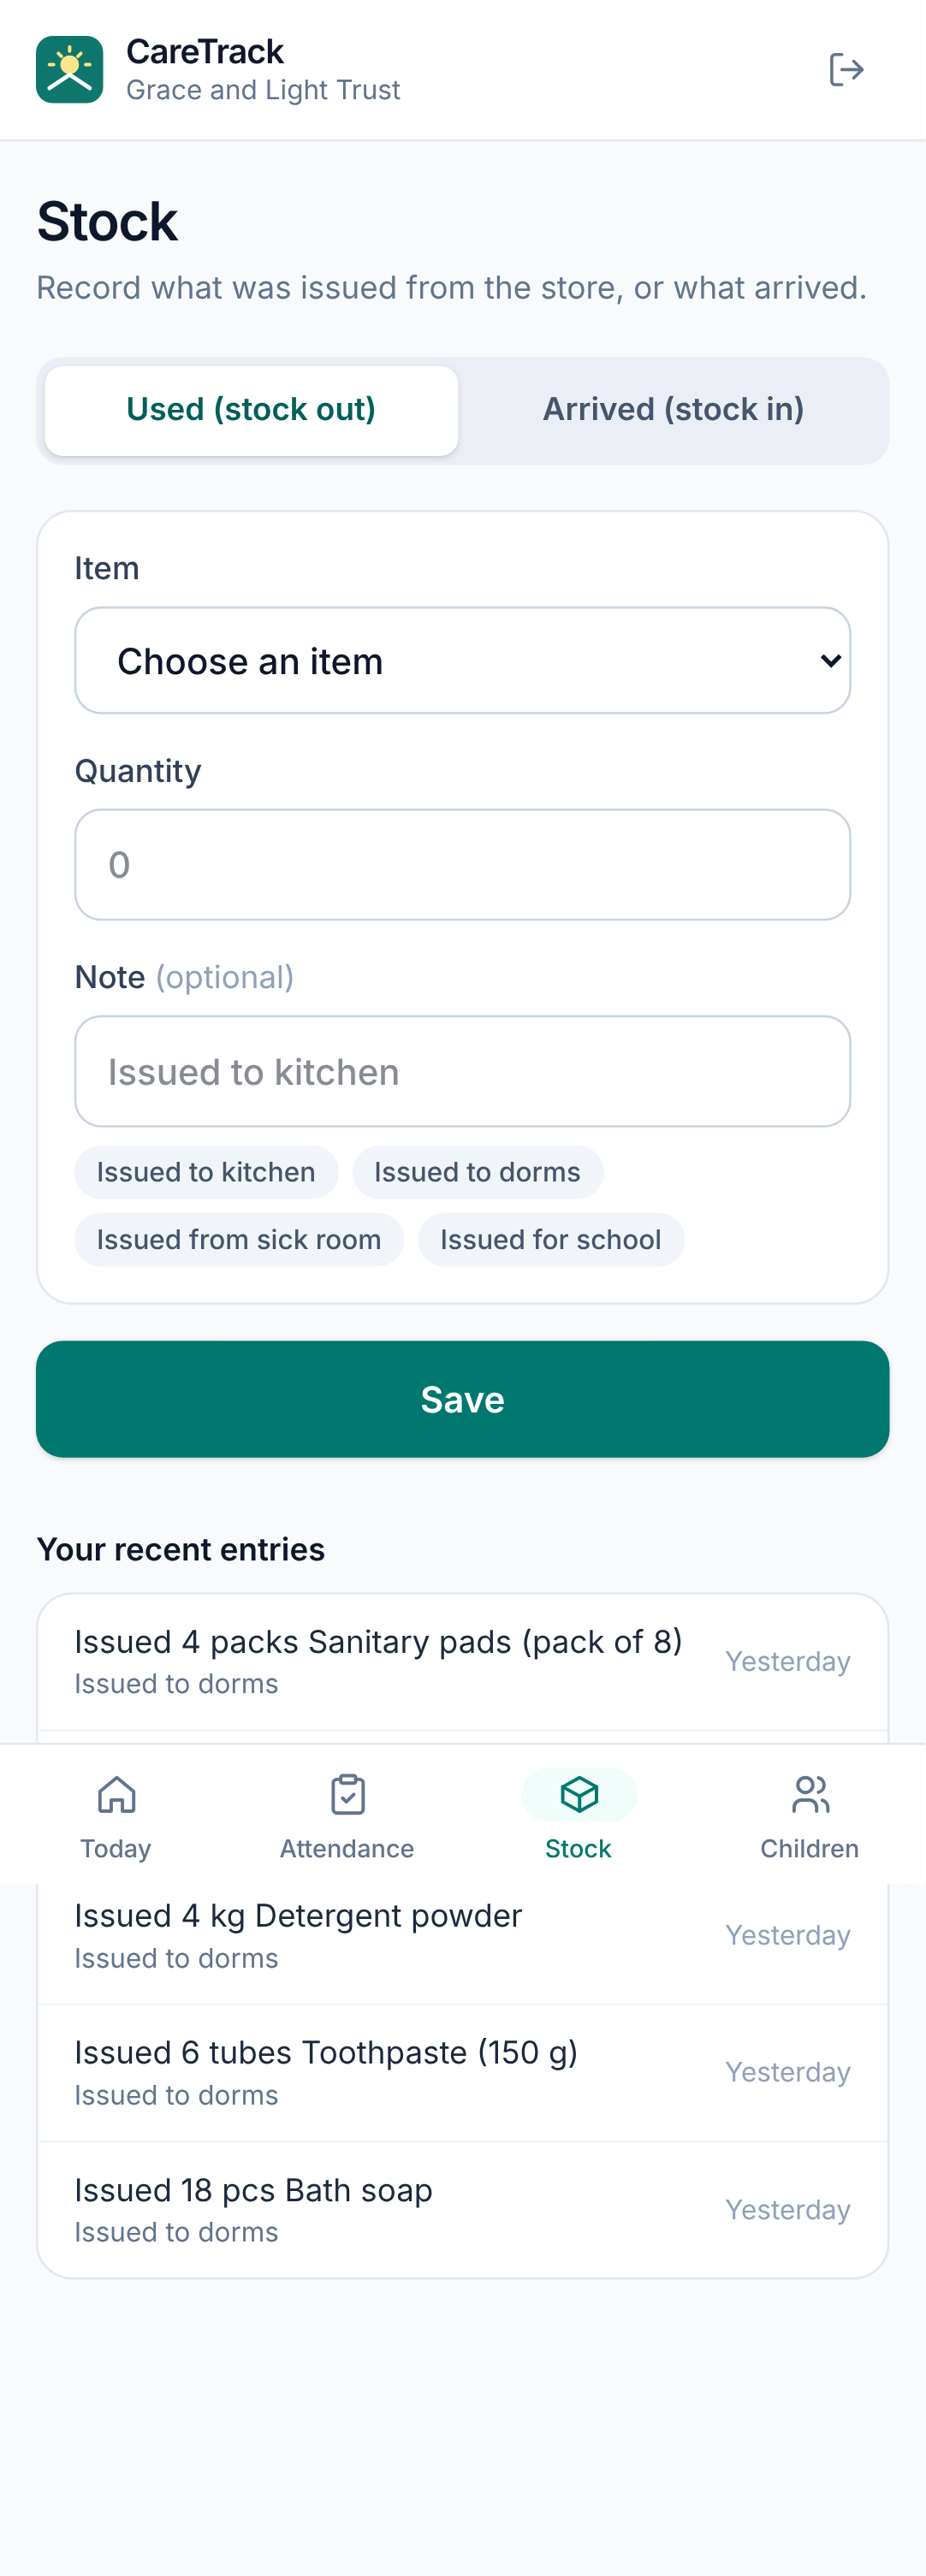 CareTrack
Grace and Light Trust
Stock
Record what was issued from the store, or what arrived.
Used (stock out)
Arrived (stock in)
Item
Choose an item
Quantity
0
Note (optional)
Issued to kitchen
Issued to kitchen
Issued to dorms
Issued from sick room
Issued for school
Save
Your recent entries
Issued 4 packs Sanitary pads (pack of 8)
Issued to dorms
Yesterday
Today
Attendance
Stock
Children
Issued 4 kg Detergent powder
Issued to dorms
Yesterday
Issued 6 tubes Toothpaste (150 g)
Issued to dorms
Yesterday
Issued 18 pcs Bath soap
Issued to dorms
Yesterday